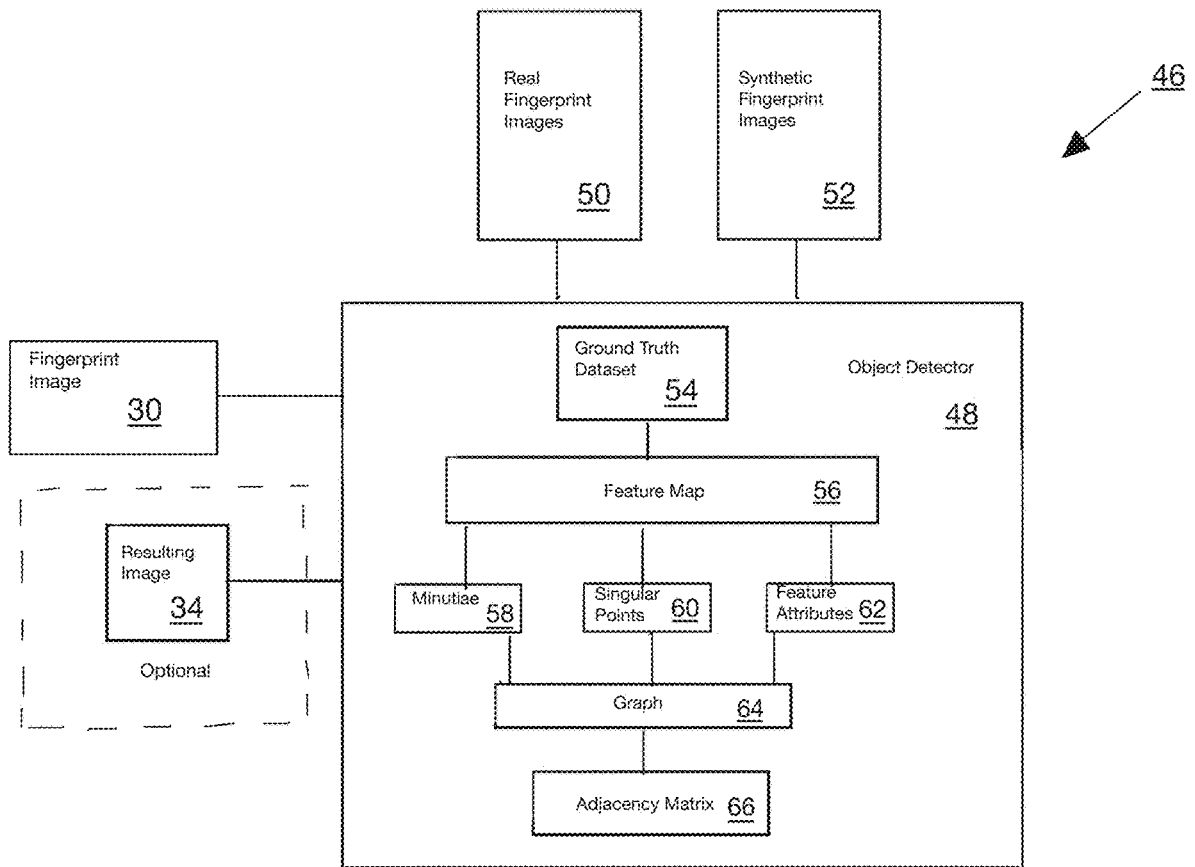 Real
Fingerprint
Images
50
Synthetic
Fingerprint
Images
52
46
Fingerprint
Image
30
Ground Truth
Dataset
54
Object Detector
48
Feature Map
56
Resulting
Image
34
Optional
Minutiae
58
Singular
Points
60
Feature
Attributes
62
Graph
64
Adjacency Matrix
66